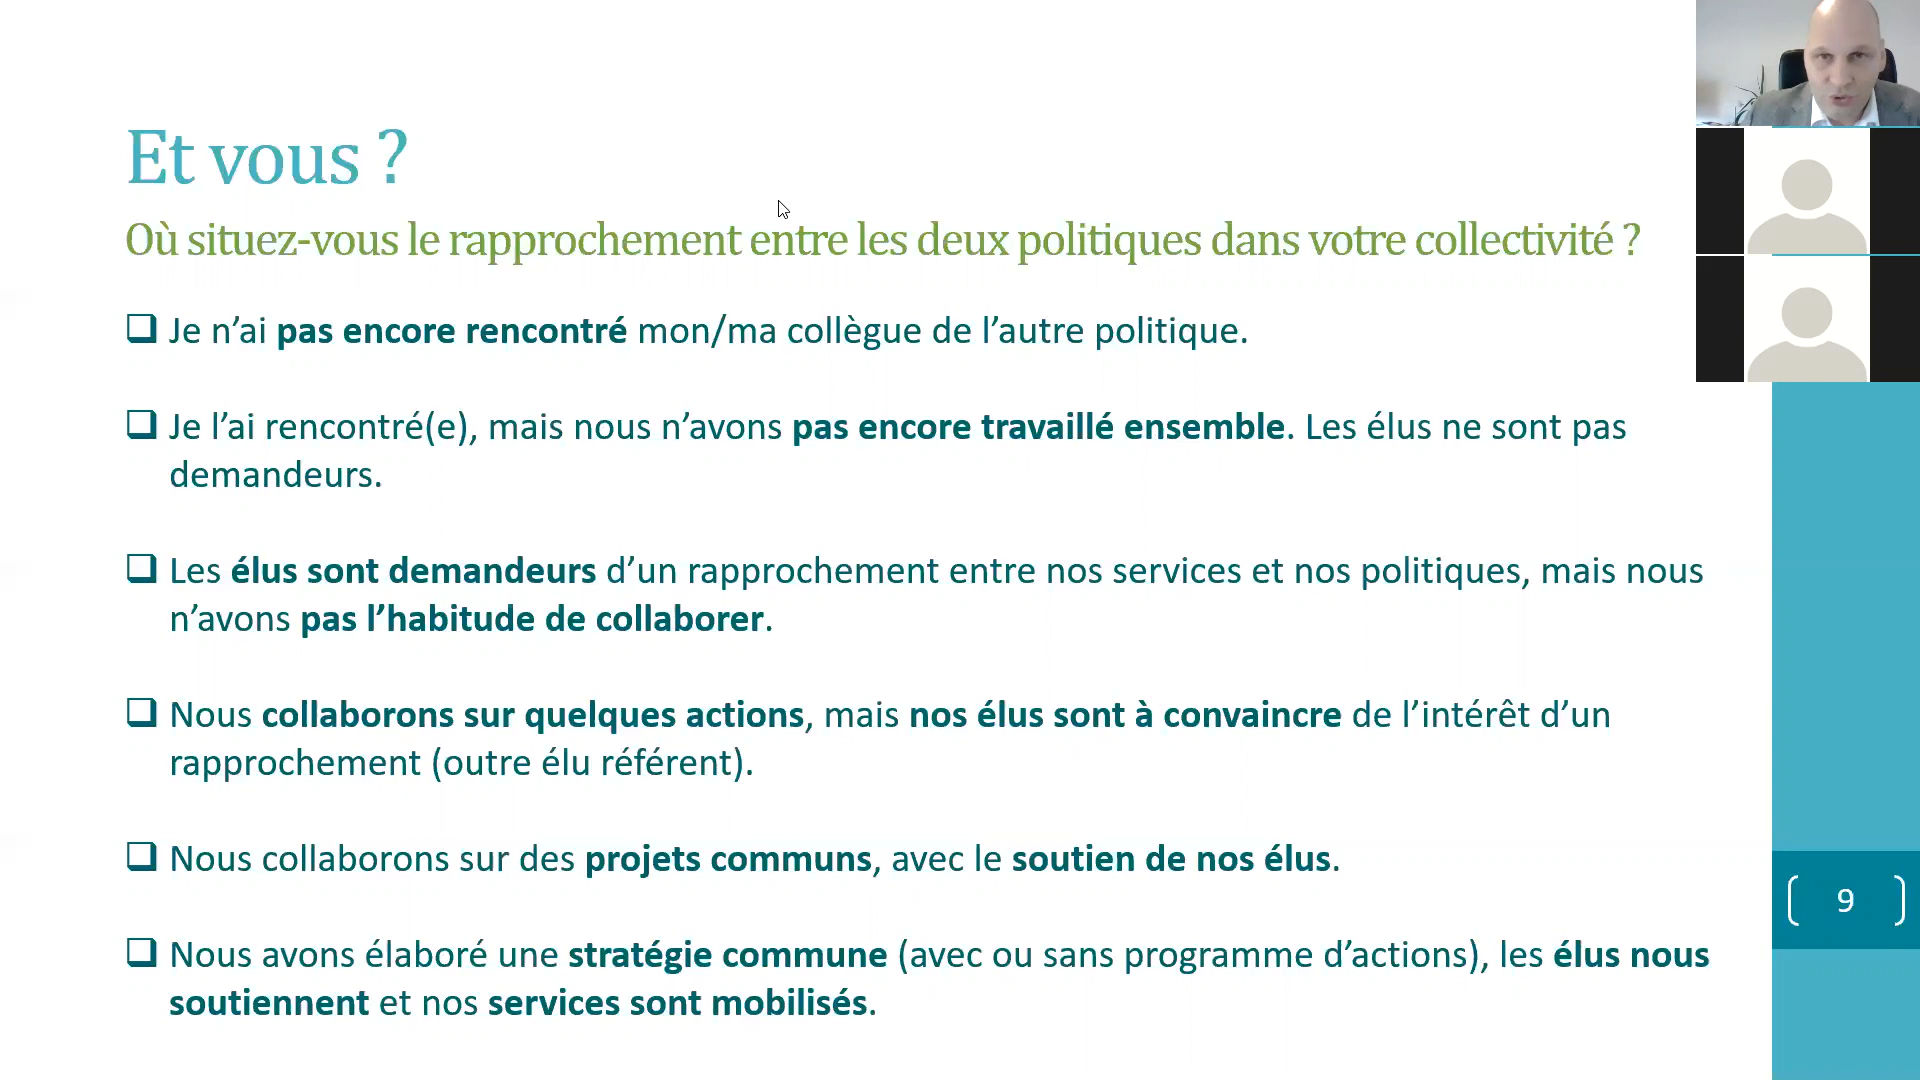 Et vous ?
Où situez-vous le rapprochement entre les deux politiques dans votre collectivité ?
❑ Je n’ai pas encore rencontré mon/ma collègue de l’autre politique.
❑ Je l’ai rencontré(e), mais nous n’avons pas encore travaillé ensemble. Les élus ne sont pas
demandeurs.
❑ Les élus sont demandeurs d’un rapprochement entre nos services et nos politiques, mais nous
n’avons pas l’habitude de collaborer.
❑ Nous collaborons sur quelques actions, mais nos élus sont à convaincre de l’intérêt d’un
rapprochement (outre élu référent).
❑ Nous collaborons sur des projets communs, avec le soutien de nos élus.
❑ Nous avons élaboré une stratégie commune (avec ou sans programme d’actions), les élus nous
soutiennent et nos services sont mobilisés.
9